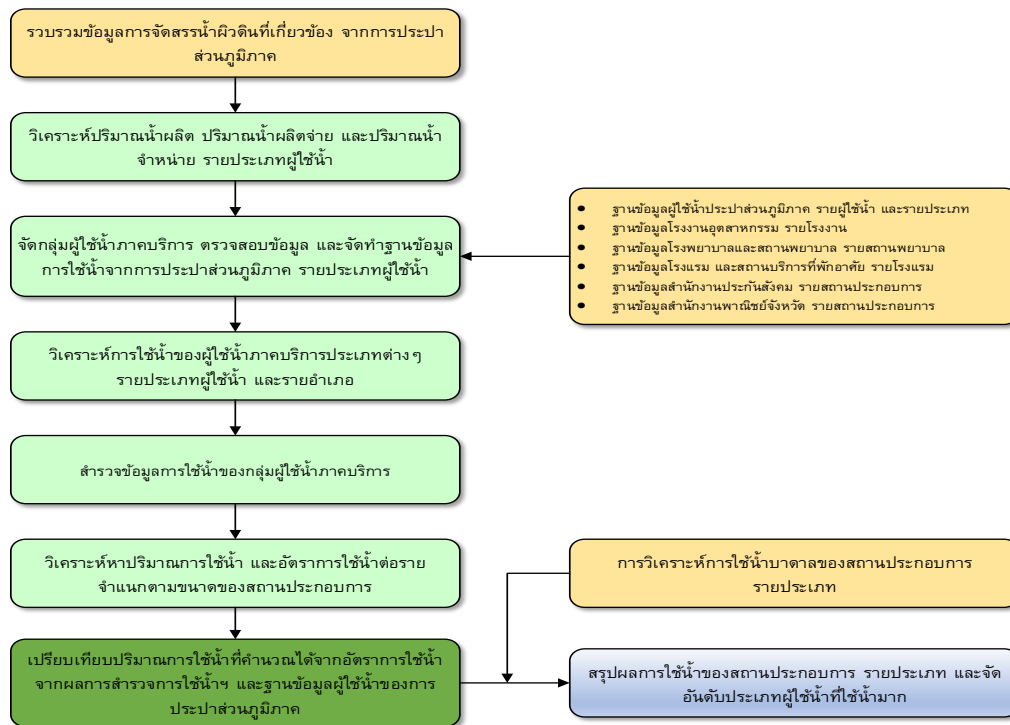 รวบรวมข้อมูลการจัดสรรน้ำผิวดินที่เกี่ยวข้อง จากการประปา
ส่วนภูมิภาค
วิเคราะห์ปริมาณน้ำผลิต ปริมาณน้ำผลิตจ่าย และปริมาณน้ำ
จำหน่าย รายประเภทผู้ใช้น้ำ
จัดกลุ่มผู้ใช้น้ำภาคบริการ ตรวจสอบข้อมูล และจัดทำฐานข้อมูล
การใช้น้ำจากการประปาส่วนภูมิภาค รายประเภทผู้ใช้น้ำ
• ฐานข้อมูลผู้ใช้น้ำประปาส่วนภูมิภาค รายผู้ใช้น้ำ และรายประเภท
• ฐานข้อมูลโรงงานอุตสาหกรรม รายโรงงาน
• ฐานข้อมูลโรงพยาบาลและสถานพยาบาล รายสถานพยาบาล
• ฐานข้อมูลโรงแรม และสถานบริการที่พักอาศัย รายโรงแรม
• ฐานข้อมูลสำนักงานประกันสังคม รายสถานประกอบการ
• ฐานข้อมูลสำนักงานพาณิชย์จังหวัด รายสถานประกอบการ
วิเคราะห์การใช้น้ำของผู้ใช้น้ำภาคบริการประเภทต่างๆ
รายประเภทผู้ใช้น้ำ และรายอำเภอ
สำรวจข้อมูลการใช้น้ำของกลุ่มผู้ใช้น้ำภาคบริการ
วิเคราะห์หาปริมาณการใช้น้ำ และอัตราการใช้น้ำต่อราย
จำแนกตามขนาดของสถานประกอบการ
การวิเคราะห์การใช้น้ำบาดาลของสถานประกอบการ
รายประเภท
เปรียบเทียบปริมาณการใช้น้ำที่คำนวณได้จากอัตราการใช้น้ำ
จากผลการสำรวจการใช้น้ำฯ และฐานข้อมูลผู้ใช้น้ำของการ
ประปาส่วนภูมิภาค
สรุปผลการใช้น้ำของสถานประกอบการ รายประเภท และจัด
อันดับประเภทผู้ใช้น้ำที่ใช้น้ำมาก